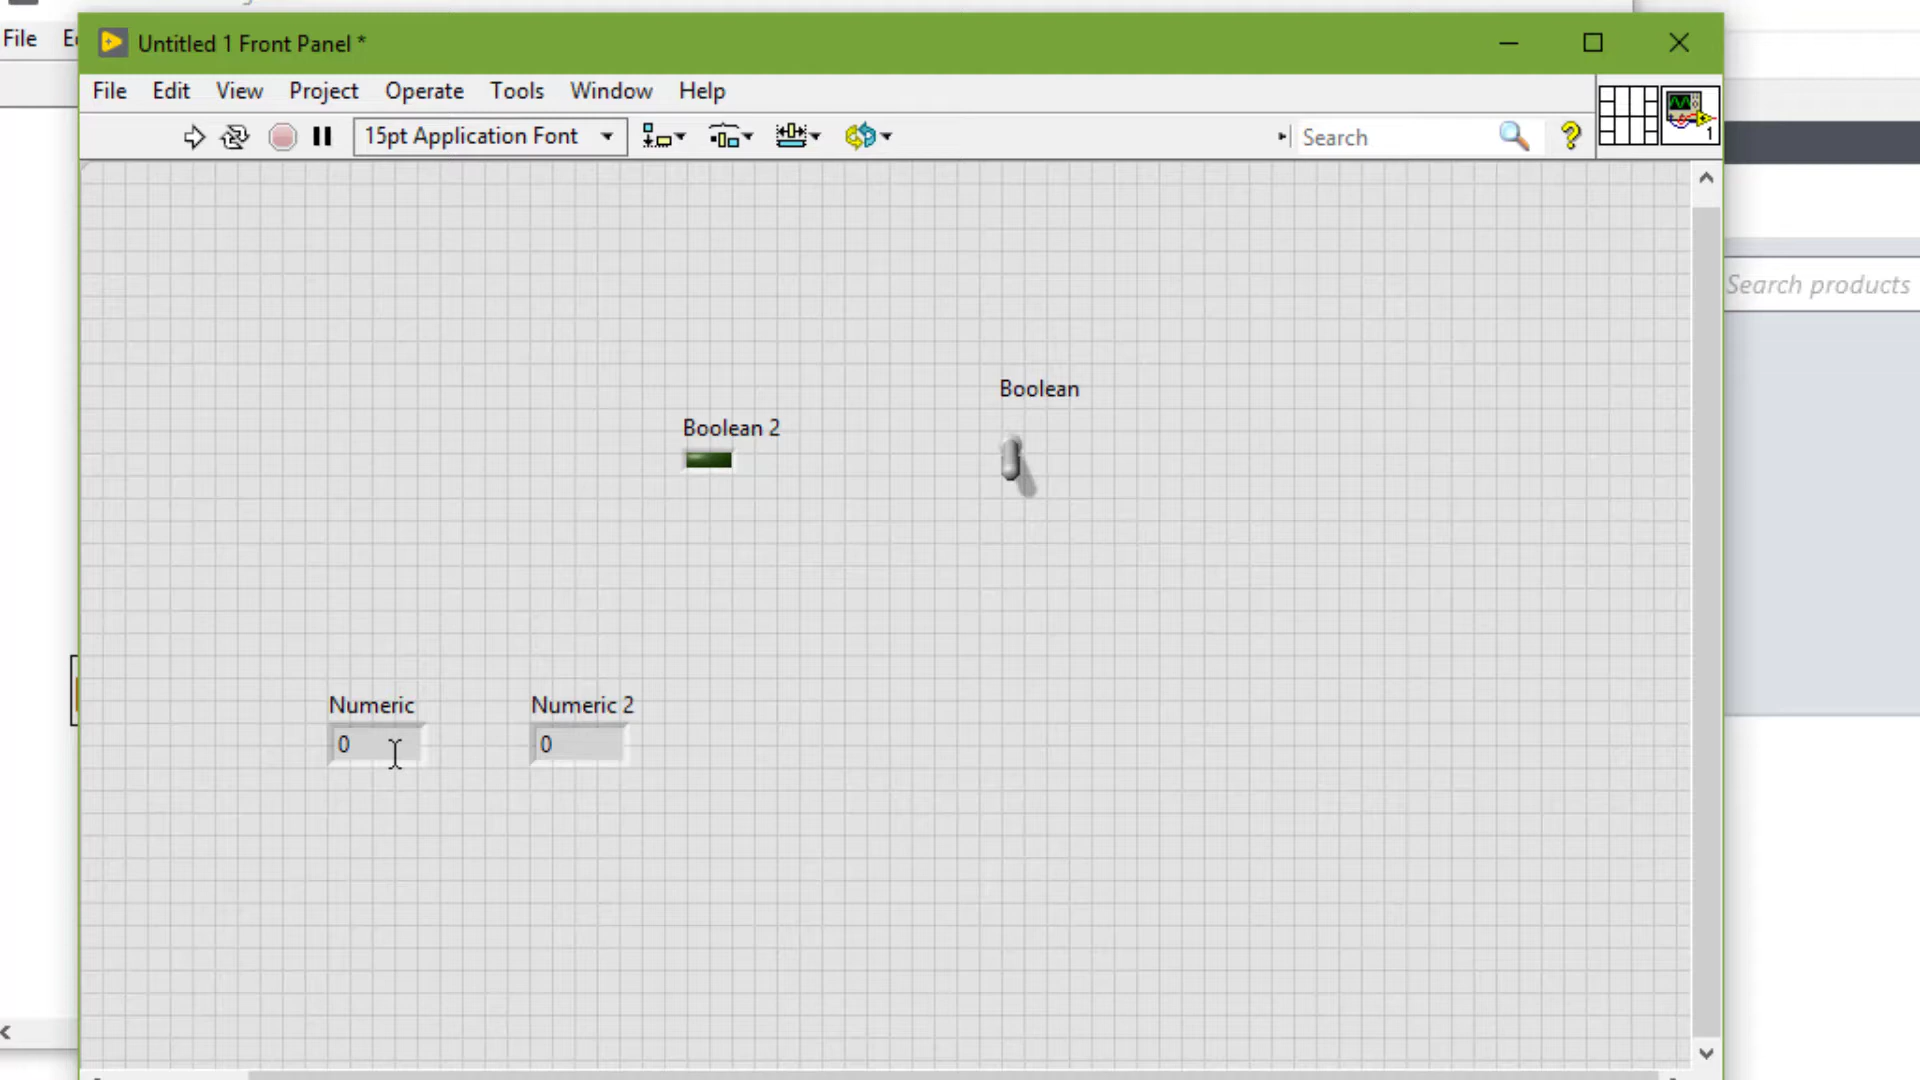 File
Untitled 1 Front Panel *
File Edit View Project Operate Tools Window Help
15pt Application Font
Search
?
1
Search products
Boolean
Boolean 2
Numeric
Numeric 2
0
0